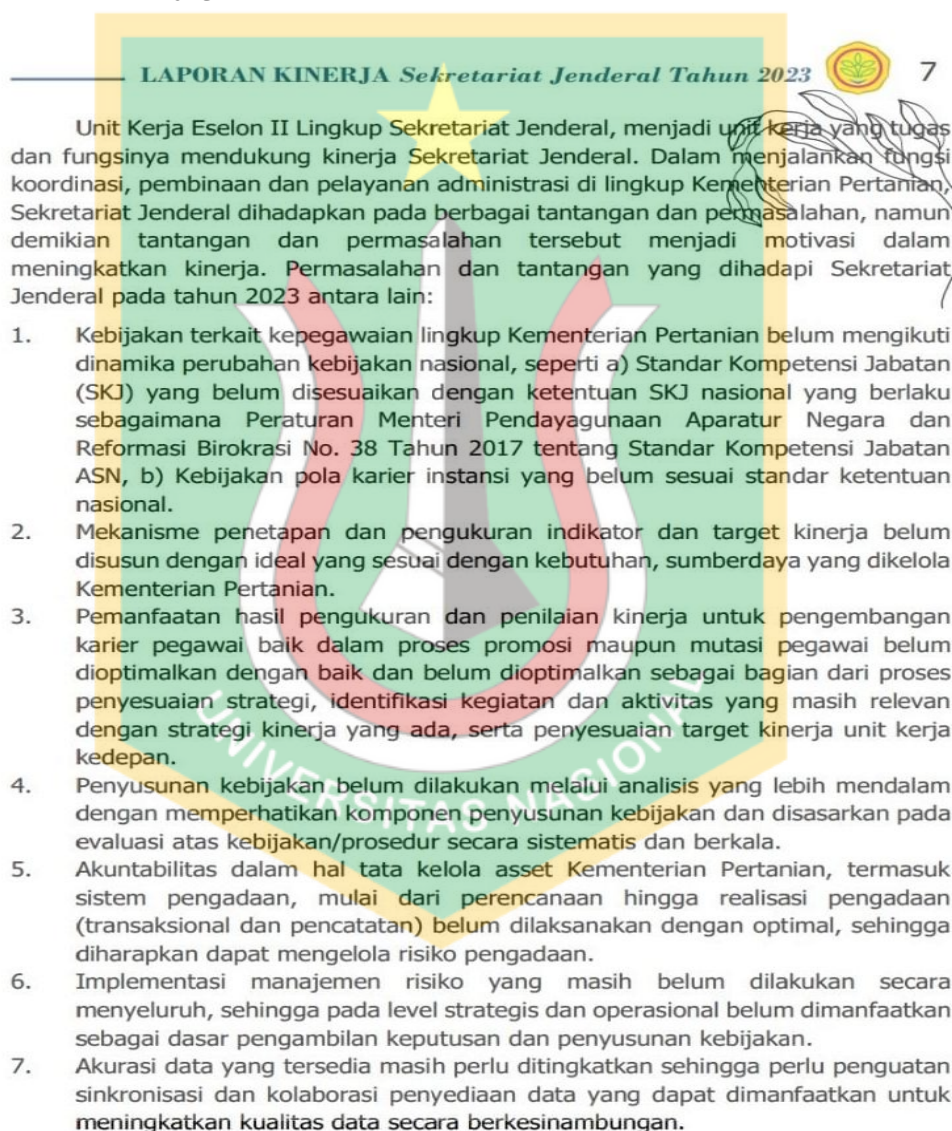 LAPORAN KINERJA Sekretariat Jenderal Tahun 2023 7
Unit Kerja Eselon II Lingkup Sekretariat Jenderal, menjadi unit kerja yang tugas
dan fungsinya mendukung kinerja Sekretariat Jenderal. Dalam menjalankan fungsi
koordinasi, pembinaan dan pelayanan administrasi di lingkup Kementerian Pertanian,
Sekretariat Jenderal dihadapkan pada berbagai tantangan dan permasalahan, namun
demikian tantangan dan permasalahan tersebut menjadi motivasi dalam
meningkatkan kinerja. Permasalahan dan tantangan yang dihadapi Sekretariat
Jenderal pada tahun 2023 antara lain:
1. Kebijakan terkait kepegawaian lingkup Kementerian Pertanian belum mengikuti
dinamika perubahan kebijakan nasional, seperti a) Standar Kompetensi Jabatan
(SKJ) yang belum disesuaikan dengan ketentuan SKJ nasional yang berlaku
sebagaimana Peraturan Menteri Pendayagunaan Aparatur Negara dan
Reformasi Birokrasi No. 38 Tahun 2017 tentang Standar Kompetensi Jabatan
ASN, b) Kebijakan pola karier instansi yang belum sesuai standar ketentuan
nasional.
2. Mekanisme penetapan dan pengukuran indikator dan target kinerja belum
disusun dengan ideal yang sesuai dengan kebutuhan, sumberdaya yang dikelola
Kementerian Pertanian.
3. Pemanfaatan hasil pengukuran dan penilaian kinerja untuk pengembangan
karier pegawai baik dalam proses promosi maupun mutasi pegawai belum
dioptimalkan dengan baik dan belum dioptimalkan sebagai bagian dari proses
penyesuaian strategi, identifikasi kegiatan dan aktivitas yang masih relevan
dengan strategi kinerja yang ada, serta penyesuaian target kinerja unit kerja
kedepan.
4. Penyusunan kebijakan belum dilakukan melalui analisis yang lebih mendalam
dengan memperhatikan komponen penyusunan kebijakan dan disasarkan pada
evaluasi atas kebijakan/prosedur secara sistematis dan berkala.
5. Akuntabilitas dalam hal tata kelola asset Kementerian Pertanian, termasuk
sistem pengadaan, mulai dari perencanaan hingga realisasi pengadaan
(transaksional dan pencatatan) belum dilaksanakan dengan optimal, sehingga
diharapkan dapat mengelola risiko pengadaan.
6. Implementasi manajemen risiko yang masih belum dilakukan secara
menyeluruh, sehingga pada level strategis dan operasional belum dimanfaatkan
sebagai dasar pengambilan keputusan dan penyusunan kebijakan.
7. Akurasi data yang tersedia masih perlu ditingkatkan sehingga perlu penguatan
sinkronisasi dan kolaborasi penyediaan data yang dapat dimanfaatkan untuk
meningkatkan kualitas data secara berkesinambungan.
UNIVERSITAS NASIONAL